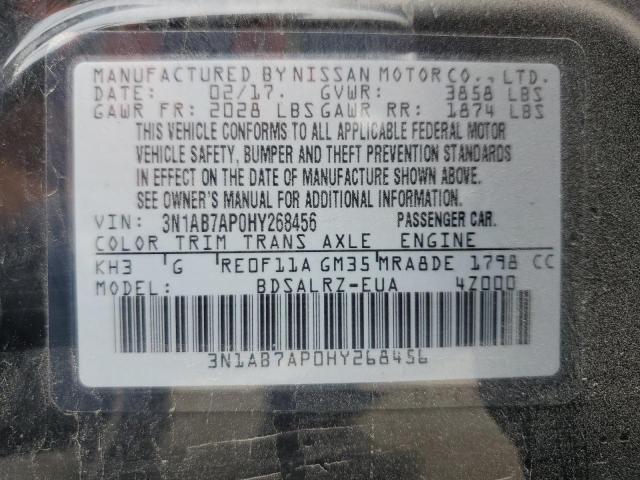 MANUFACTURED BY NISSAN MOTOR CO., LTD.
DATE: 02/17. GVWR: 3858 LBS
GAWR FR: 2028 LBS GAWR RR: 1874 LBS
THIS VEHICLE CONFORMS TO ALL APPLICABLE FEDERAL MOTOR
VEHICLE SAFETY, BUMPER AND THEFT PREVENTION STANDARDS
IN EFFECT ON THE DATE OF MANUFACTURE SHOWN ABOVE.
SEE OWNER'S MANUAL FOR ADDITIONAL INFORMATION.
VIN: 3N1AB7AP0HY268456 PASSENGER CAR.
COLOR TRIM TRANS AXLE ENGINE
KH3 G RE0F11A GM35 MRA8DE 1798 CC
MODEL: BDSALRZ-EUA 4Z000
3N1AB7AP0HY268456